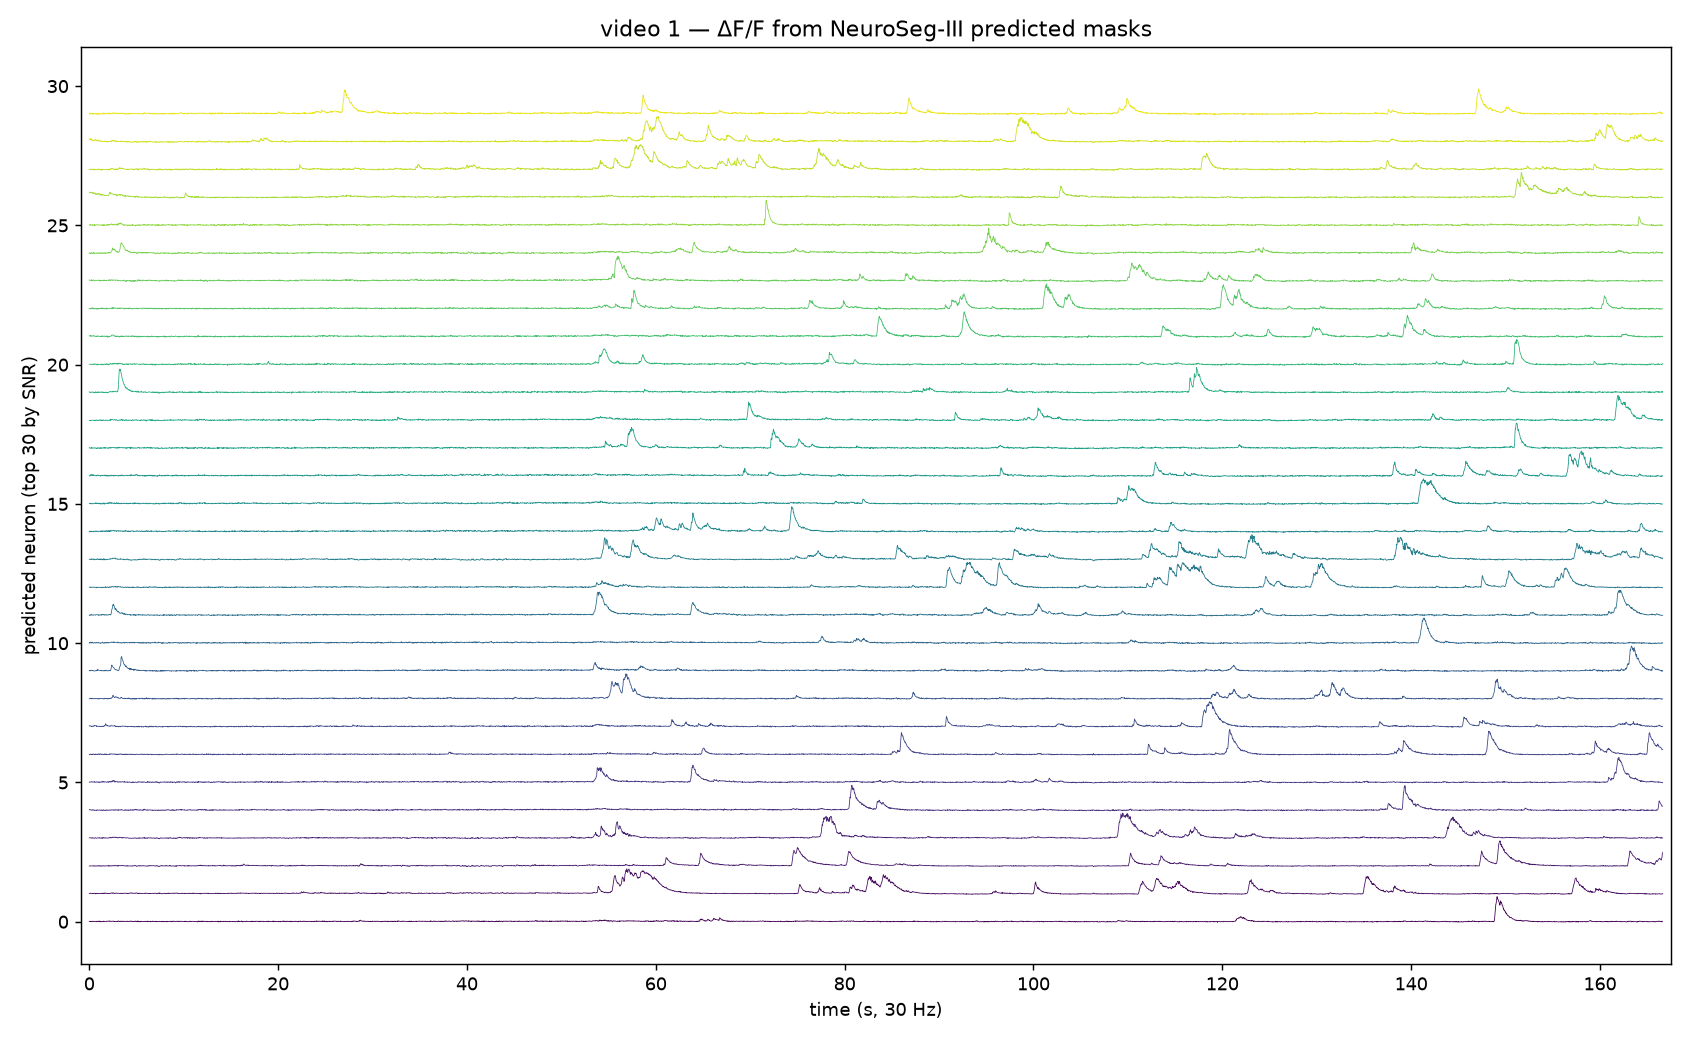 video 1 — ΔF/F from NeuroSeg-III predicted masks
predicted neuron (top 30 by SNR)
30
25
20
15
10
5
0
0 20 40 60 80 100 120 140 160
time (s, 30 Hz)